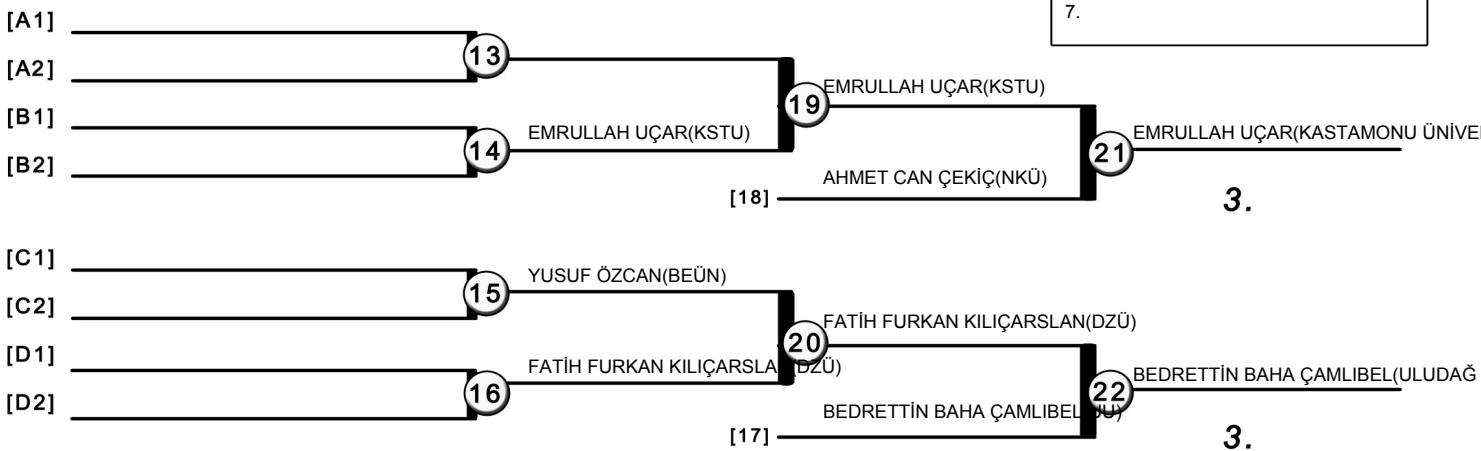 7.
[A1]
[A2]
13
[B1]
[B2]
14
EMRULLAH UÇAR(KSTU)
19
EMRULLAH UÇAR(KSTU)
[18]
AHMET CAN ÇEKİÇ(NKÜ)
21
EMRULLAH UÇAR(KASTAMONU ÜNİVE
3.
[C1]
[C2]
15
YUSUF ÖZCAN(BEÜN)
[D1]
[D2]
16
FATİH FURKAN KILIÇARSLA (DZÜ)
20
FATİH FURKAN KILIÇARSLAN(DZÜ)
[17]
BEDRETTİN BAHA ÇAMLIBEL
22
BEDRETTİN BAHA ÇAMLIBEL(ULUDAĞ
3.